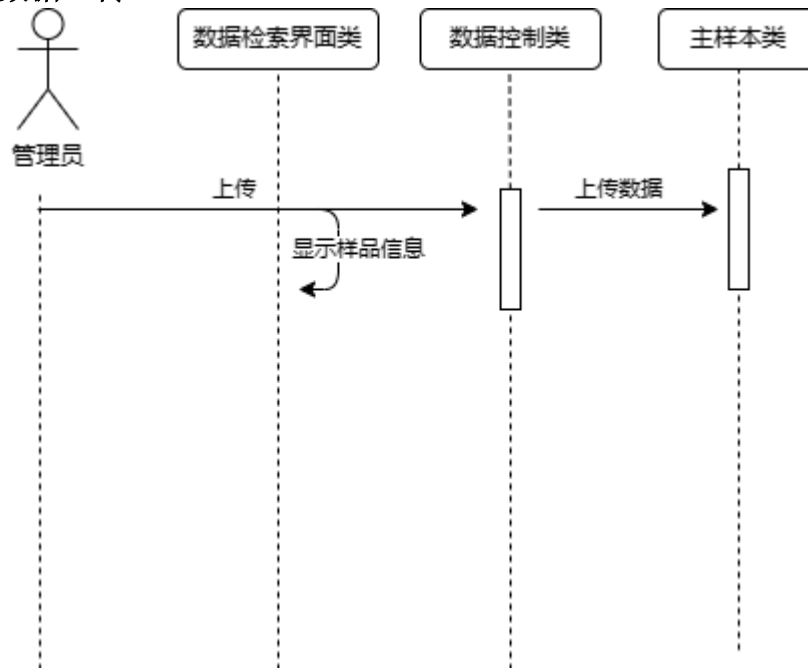 数据检索界面类
数据控制类
主样本类
管理员
上传
上传数据
显示样品信息